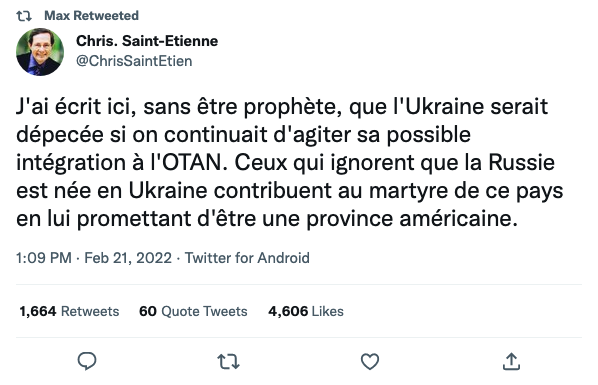 Max Retweeted
Chris. Saint-Etienne
@ChrisSaintEtien
J'ai écrit ici, sans être prophète, que l'Ukraine serait
dépecée si on continuait d'agiter sa possible
intégration à l'OTAN. Ceux qui ignorent que la Russie
est née en Ukraine contribuent au martyre de ce pays
en lui promettant d'être une province américaine.
1:09 PM · Feb 21, 2022 · Twitter for Android
1,664 Retweets 60 Quote Tweets 4,606 Likes